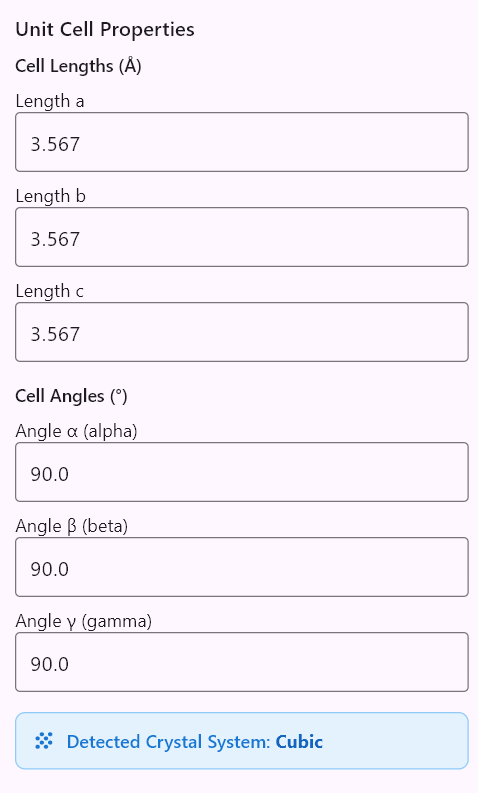 Unit Cell Properties
Cell Lengths (Å)
Length a
3.567
Length b
3.567
Length c
3.567
Cell Angles (°)
Angle α (alpha)
90.0
Angle β (beta)
90.0
Angle γ (gamma)
90.0
Detected Crystal System: Cubic